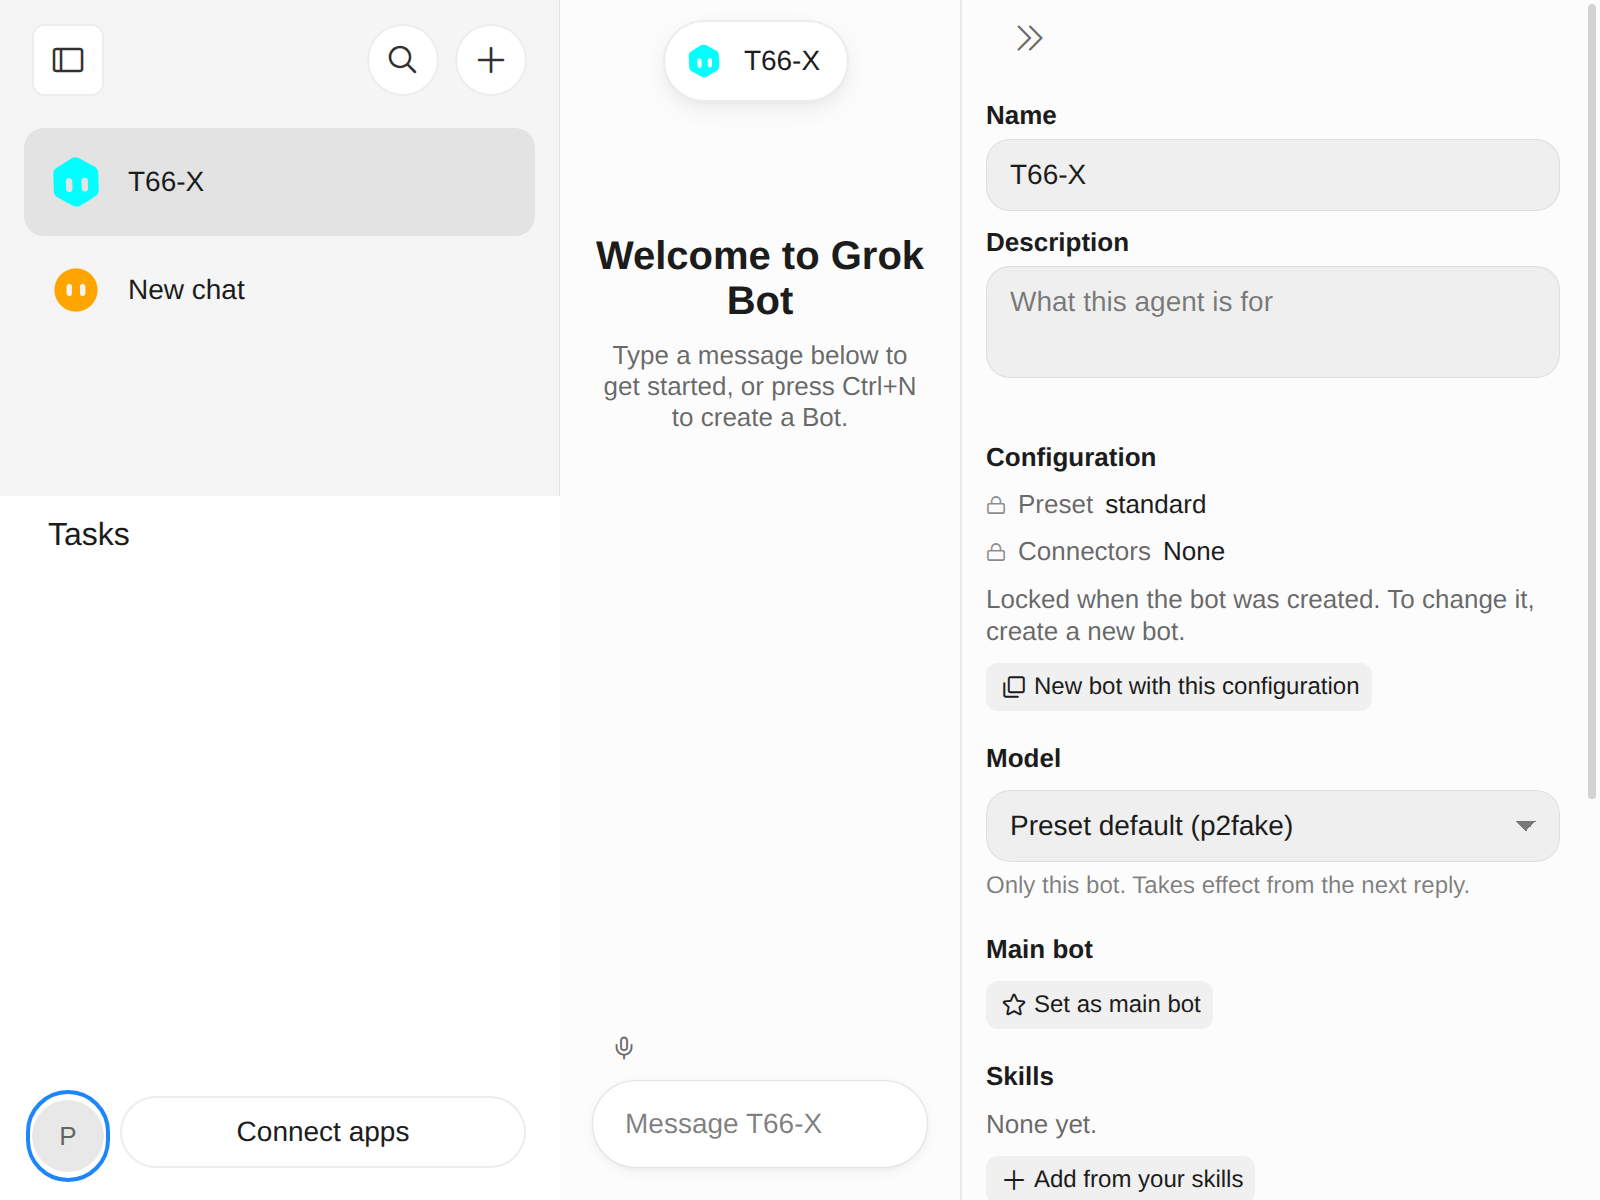 T66-X
New chat
Tasks
P
Connect apps
T66-X
Welcome to Grok
Bot
Type a message below to
get started, or press Ctrl+N
to create a Bot.
Message T66-X
Name
T66-X
Description
What this agent is for
Configuration
Preset standard
Connectors None
Locked when the bot was created. To change it,
create a new bot.
New bot with this configuration
Model
Preset default (p2fake)
Only this bot. Takes effect from the next reply.
Main bot
Set as main bot
Skills
None yet.
Add from your skills